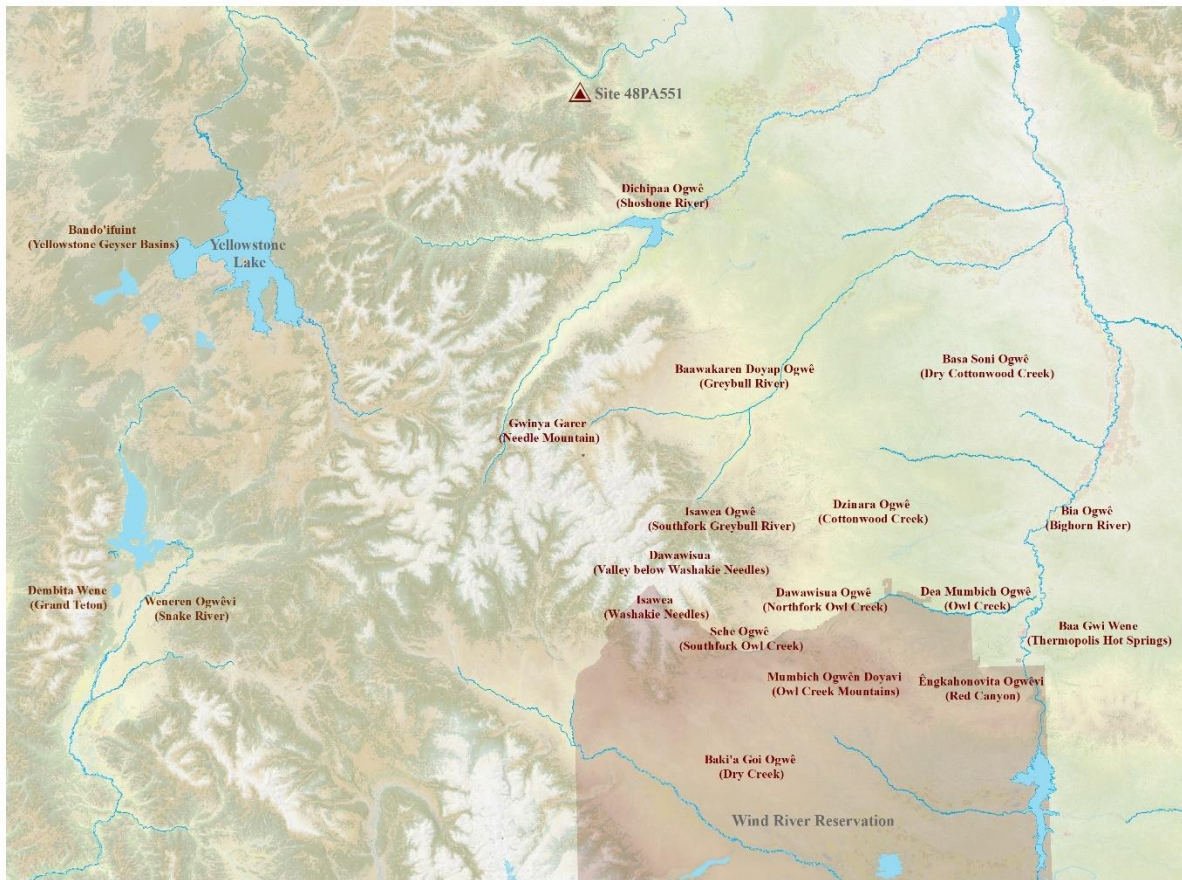 Site 48PA551
Dichipaa Ogwê
(Shoshone River)
Bando'ifuint
(Yellowstone Geyser Basins)
Yellowstone
Lake
Baawakaren Doyap Ogwê
(Greybull River)
Basa Soni Ogwê
(Dry Cottonwood Creek)
Gwinya Garer
(Needle Mountain)
Isawea Ogwê
(Southfork Greybull River)
Dzinara Ogwê
(Cottonwood Creek)
Bia Ogwê
(Bighorn River)
Dawawisua
(Valley below Washakie Needles)
Dembita Wene
(Grand Teton)
Weneren Ogwêvi
(Snake River)
Isawea
(Washakie Needles)
Dawawisua Ogwê
(Northfork Owl Creek)
Dea Mumbich Ogwê
(Owl Creek)
Sehe Ogwê
(Southfork Owl Creek)
Baa Gwi Wene
(Thermopolis Hot Springs)
Mumbich Ogwên Doyavi
(Owl Creek Mountains)
Êngkahonovita Ogwêvi
(Red Canyon)
Baki'a Goi Ogwê
(Dry Creek)
Wind River Reservation